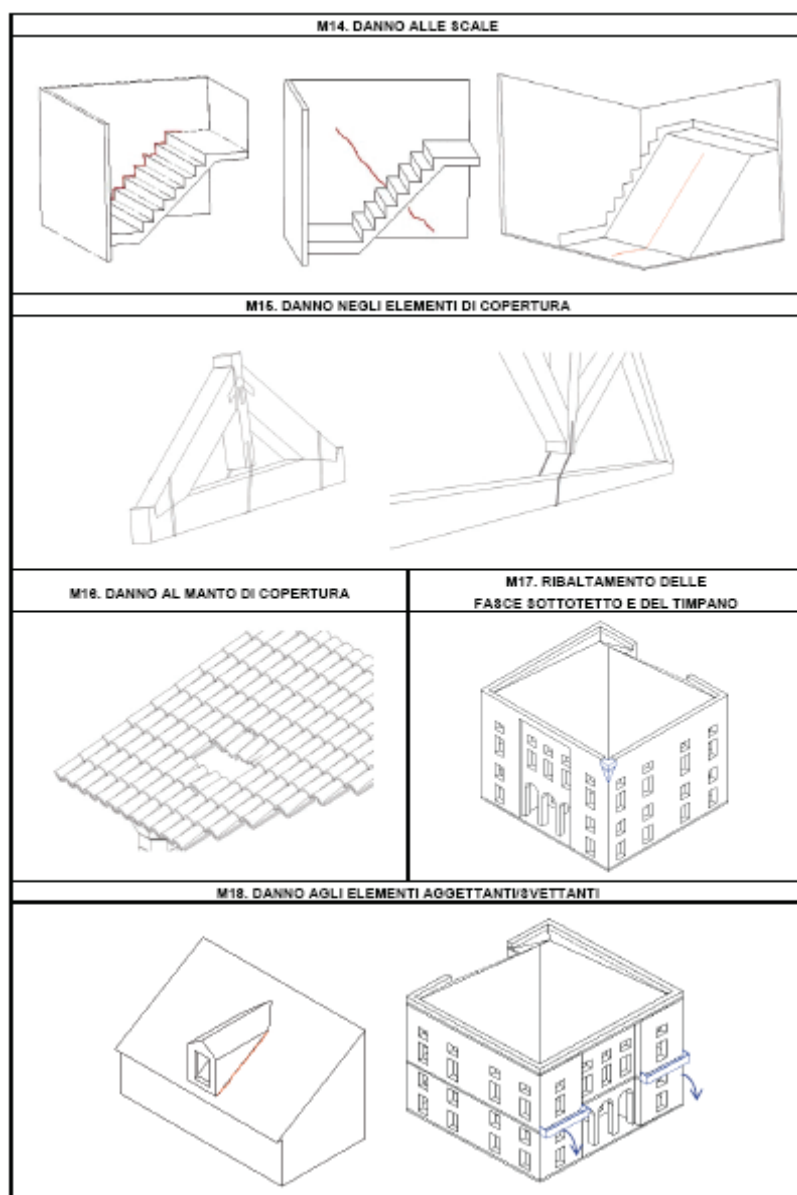 M14. DANNO ALLE SCALE
M15. DANNO NEGLI ELEMENTI DI COPERTURA
M16. DANNO AL MANTO DI COPERTURA
M17. RIBALTAMENTO DELLE
FASCE SOTTOTETTO E DEL TIMPANO
M18. DANNO AGLI ELEMENTI AGGETTANTI/SVETTANTI